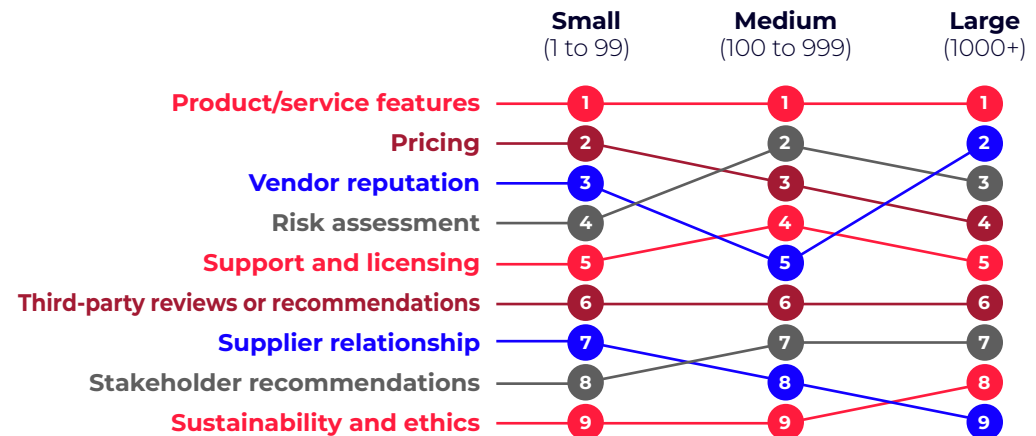 Small Medium Large
(1 to 99) (100 to 999) (1000+)
Product/service features 1 1 1
Pricing 2 2 2
Vendor reputation 3 3 3
Risk assessment 4 4 4
Support and licensing 5 5 5
Third-party reviews or recommendations 6 6 6
Supplier relationship 7 7 7
Stakeholder recommendations 8 8 8
Sustainability and ethics 9 9 9